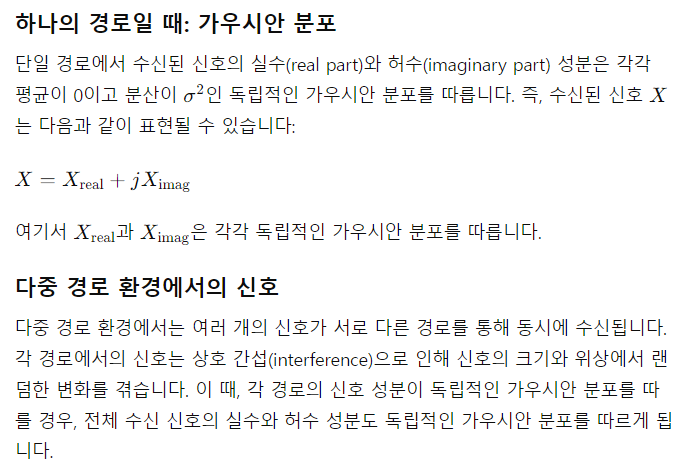 하나의 경로일 때: 가우시안 분포
단일 경로에서 수신된 신호의 실수(real part)와 허수(imaginary part) 성분은 각각
평균이 0이고 분산이 σ²인 독립적인 가우시안 분포를 따릅니다. 즉, 수신된 신호 X
는 다음과 같이 표현될 수 있습니다:
X = X_real + jX_imag
여기서 X_real과 X_imag은 각각 독립적인 가우시안 분포를 따릅니다.
다중 경로 환경에서의 신호
다중 경로 환경에서는 여러 개의 신호가 서로 다른 경로를 통해 동시에 수신됩니다.
각 경로에서의 신호는 상호 간섭(interference)으로 인해 신호의 크기와 위상에서 랜
덤한 변화를 겪습니다. 이 때, 각 경로의 신호 성분이 독립적인 가우시안 분포를 따
를 경우, 전체 수신 신호의 실수와 허수 성분도 독립적인 가우시안 분포를 따르게 됩
니다.